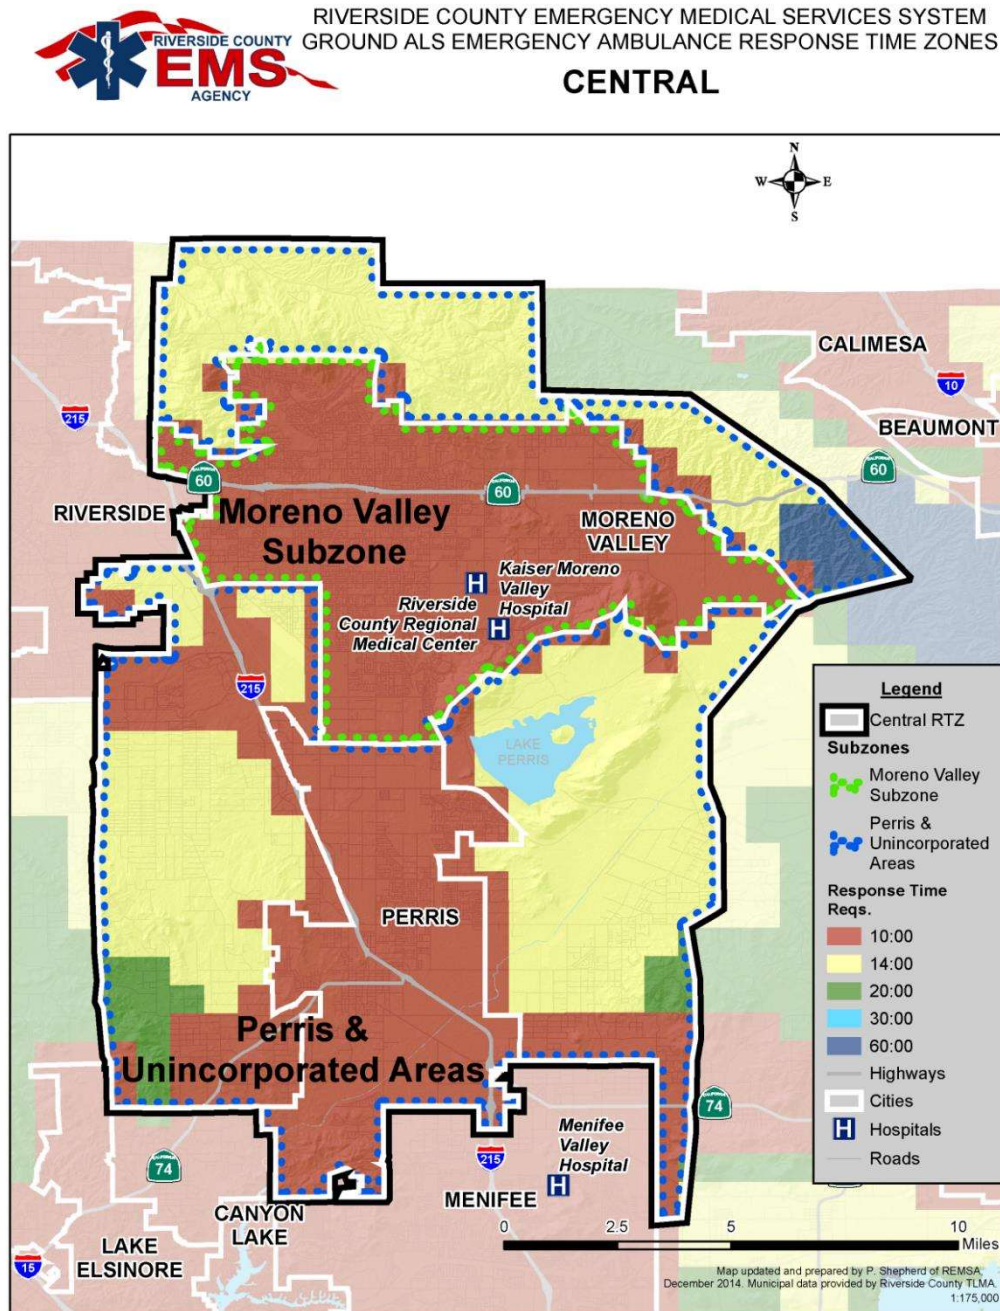 RIVERSIDE COUNTY EMERGENCY MEDICAL SERVICES SYSTEM
GROUND ALS EMERGENCY AMBULANCE RESPONSE TIME ZONES
CENTRAL
RIVERSIDE COUNTY
EMS
AGENCY
N
W
E
S
CALIMESA
10
215
BEAUMONT
60
60
60
RIVERSIDE
Moreno Valley
Subzone
MORENO
VALLEY
H
Kaiser Moreno
Valley
Hospital
Riverside
County Regional
Medical Center
H
215
LAKE
PERRIS
PERRIS
Perris &
Unincorporated Areas
Legend
Central RTZ
Subzones
Moreno Valley
Subzone
Perris &
Unincorporated
Areas
Response Time
Reqs.
10:00
14:00
20:00
30:00
60:00
Highways
Cities
H
Hospitals
Roads
74
74
215
Menifee
Valley
Hospital
H
MENIFEE
CANYON
LAKE
LAKE
ELSINORE
15
0
2.5
5
10
Miles
Map updated and prepared by P. Shepherd of REMSA,
December 2014. Municipal data provided by Riverside County TLMA.
1:175,000